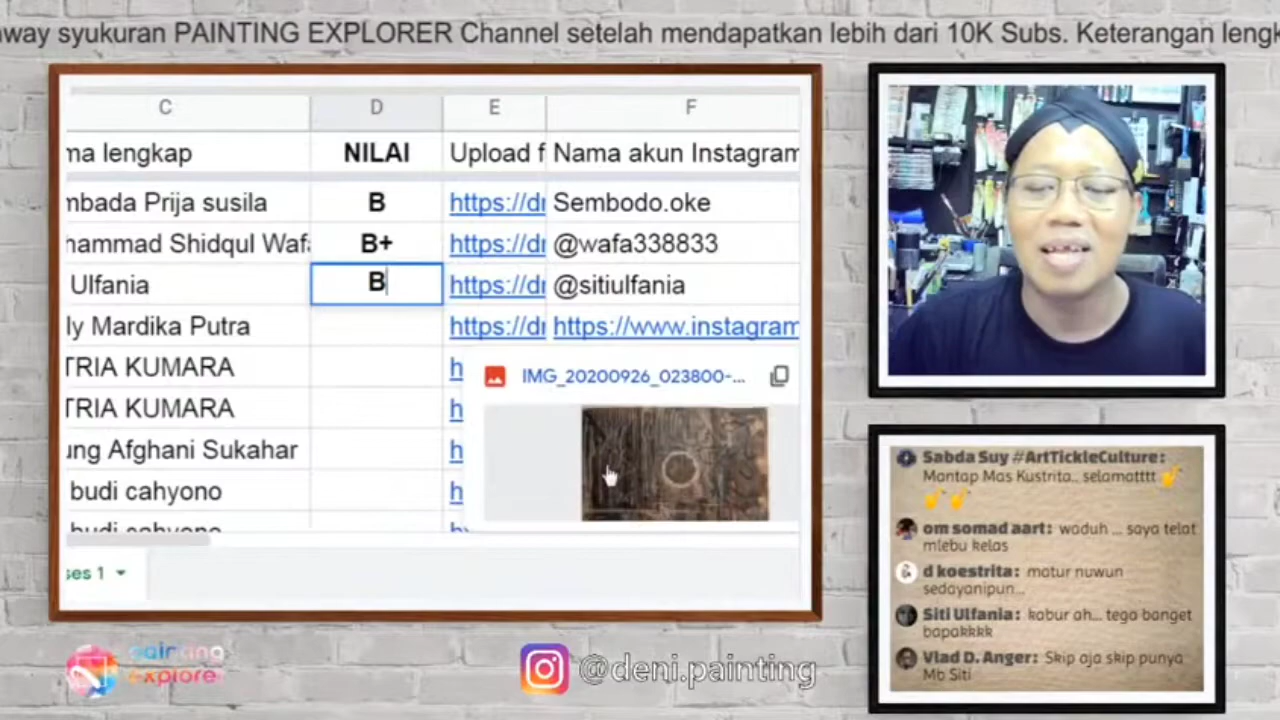 way syukuran PAINTING EXPLORER Channel setelah mendapatkan lebih dari 10K Subs. Keterangan lengk
C D E F
ma lengkap NILAI Upload f Nama akun Instagram
mbada Prija susila B https://dr Sembodo.oke
hammad Shidqul Wafa B+ https://dr @wafa338833
Ulfania B https://dr @sitiulfania
ly Mardika Putra https://dr https://www.instagram
TRIA KUMARA h
IMG_20200926_023800-...
TRIA KUMARA h
ung Afghani Sukahar h
budi cahyono h
budi cahyono
ses 1
painting
explorer
@deni.painting
Sabda Suy #ArtTickleCulture:
Mantap Mas Kustrita.. selamatttt
om somad aart: waduh ... saya telat
mlebu kelas
d koestrita: matur nuwun
sedayanipun...
Siti Ulfania: kabur ah... tega banget
bapakkkk
Vlad D. Anger: Skip aja skip punya
Mb Siti